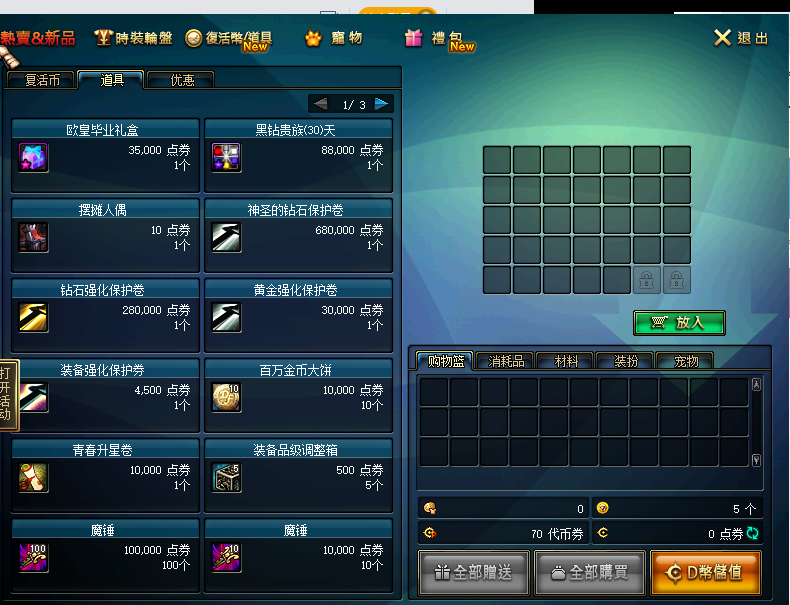 熱賣&新品 時裝輪盤 復活幣/道具 New 寵物 禮包 New 退出
复活币 道具 优惠
1/3
欧皇毕业礼盒 黑钻贵族(30)天
35,000 点券 88,000 点券
1个 1个
摆摊人偶 神圣的钻石保护卷
10 点券 680,000 点券
1个 1个
钻石强化保护卷 黄金强化保护卷
280,000 点券 30,000 点券
1个 1个
装备强化保护卷 百万金币大饼
4,500 点券 10 10,000 点券
1个 10个
青春升星卷 装备品级调整箱
10,000 点券 5 500 点券
1个 5个
魔锤 魔锤
100 100,000 点券 10 10,000 点券
100个 10个
打开活动
放入
购物篮 消耗品 材料 装扮 宠物
0 5 个
70 代币券 0 点券
全部贈送 全部購買 D幣儲值